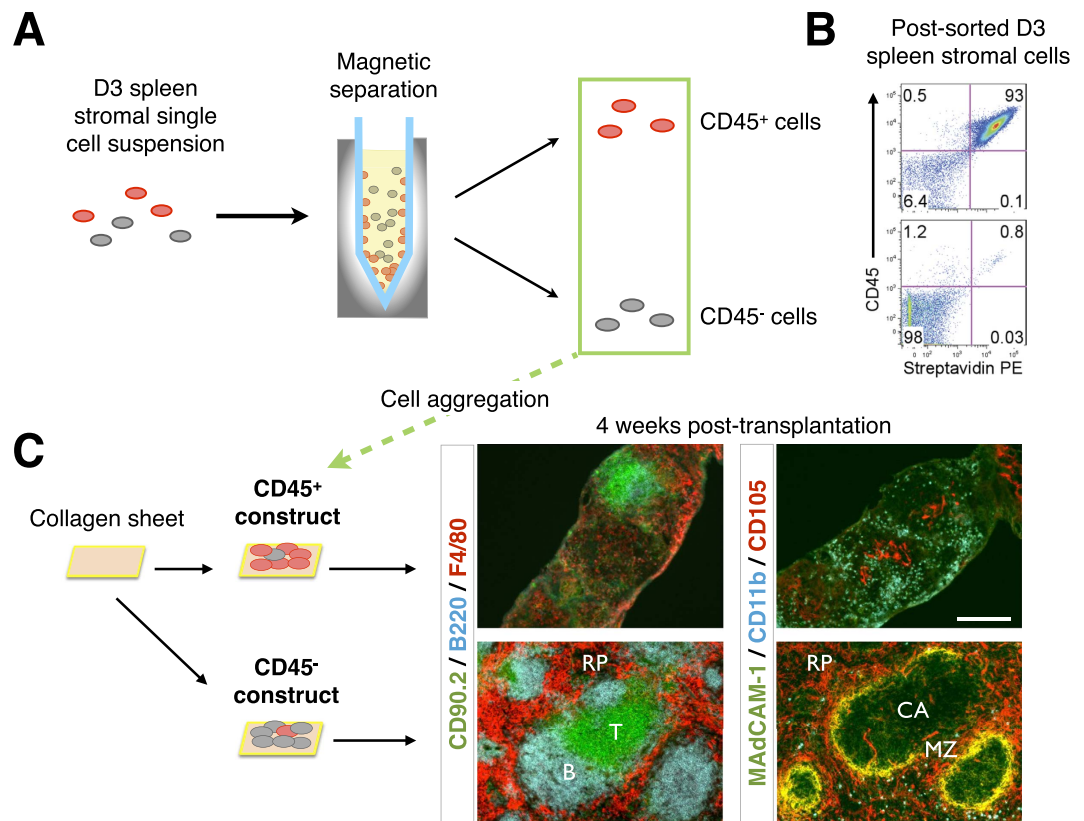 A
D3 spleen
stromal single
cell suspension
Magnetic
separation
CD45+ cells
CD45- cells
B
Post-sorted D3
spleen stromal cells
0.5
93
6.4
0.1
1.2
0.8
98
0.03
CD45
Streptavidin PE
Cell aggregation
C
Collagen sheet
CD45+
construct
CD45-
construct
4 weeks post-transplantation
CD90.2 / B220 / F4/80
MAdCAM-1 / CD11b / CD105
RP
T
B
RP
CA
MZ